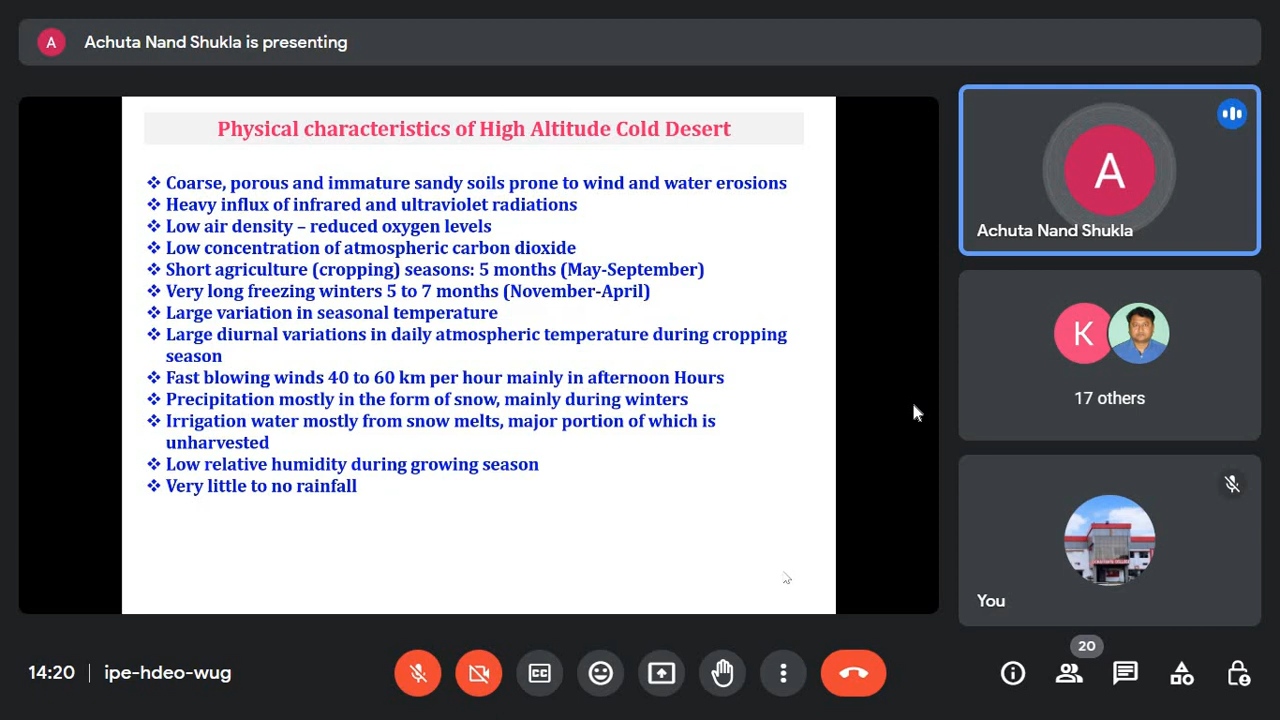 A
Achuta Nand Shukla is presenting
Physical characteristics of High Altitude Cold Desert
❖ Coarse, porous and immature sandy soils prone to wind and water erosions
❖ Heavy influx of infrared and ultraviolet radiations
❖ Low air density – reduced oxygen levels
❖ Low concentration of atmospheric carbon dioxide
❖ Short agriculture (cropping) seasons: 5 months (May-September)
❖ Very long freezing winters 5 to 7 months (November-April)
❖ Large variation in seasonal temperature
❖ Large diurnal variations in daily atmospheric temperature during cropping
season
❖ Fast blowing winds 40 to 60 km per hour mainly in afternoon Hours
❖ Precipitation mostly in the form of snow, mainly during winters
❖ Irrigation water mostly from snow melts, major portion of which is
unharvested
❖ Low relative humidity during growing season
❖ Very little to no rainfall
A
Achuta Nand Shukla
K
17 others
You
14:20
ipe-hdeo-wug
CC
20